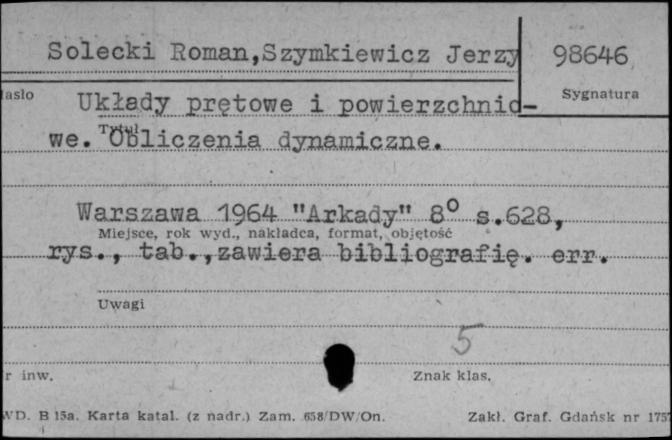 Solecki Roman,Szymkiewicz Jerzy 98646
Sygnatura
Układy prętowe i powierzchnio-
Tytuł
we. Obliczenia dynamiczne.
Warszawa 1964 "Arkady" 8° s.628,
Miejsce, rok wyd., nakładca, format, objętość
rys., tab.,zawiera bibliografię. err.
Uwagi
5
r inw. Znak klas.
WD. B 15a. Karta katal. (z nadr.) Zam. 658/DW/On. Zakł. Graf. Gdańsk nr 1757